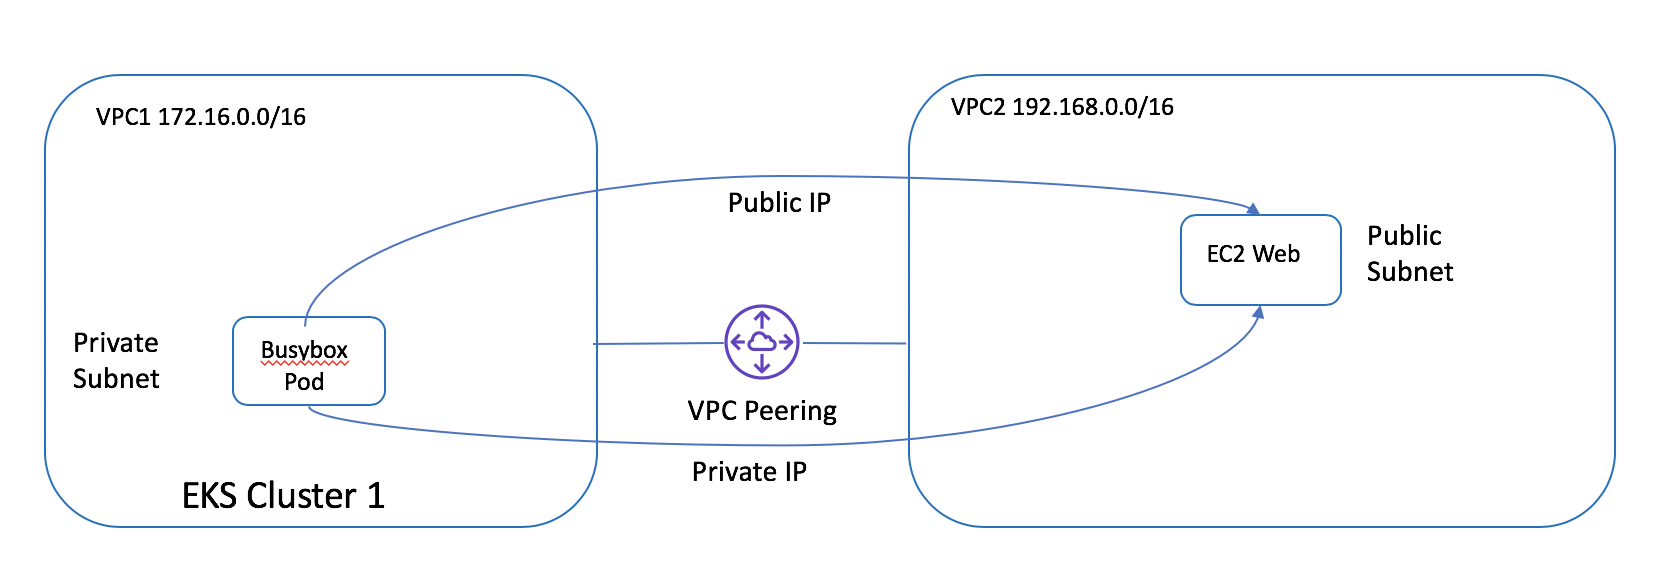 VPC1 172.16.0.0/16
VPC2 192.168.0.0/16
Public IP
EC2 Web
Public
Subnet
Private
Subnet
Busybox
Pod
VPC Peering
Private IP
EKS Cluster 1